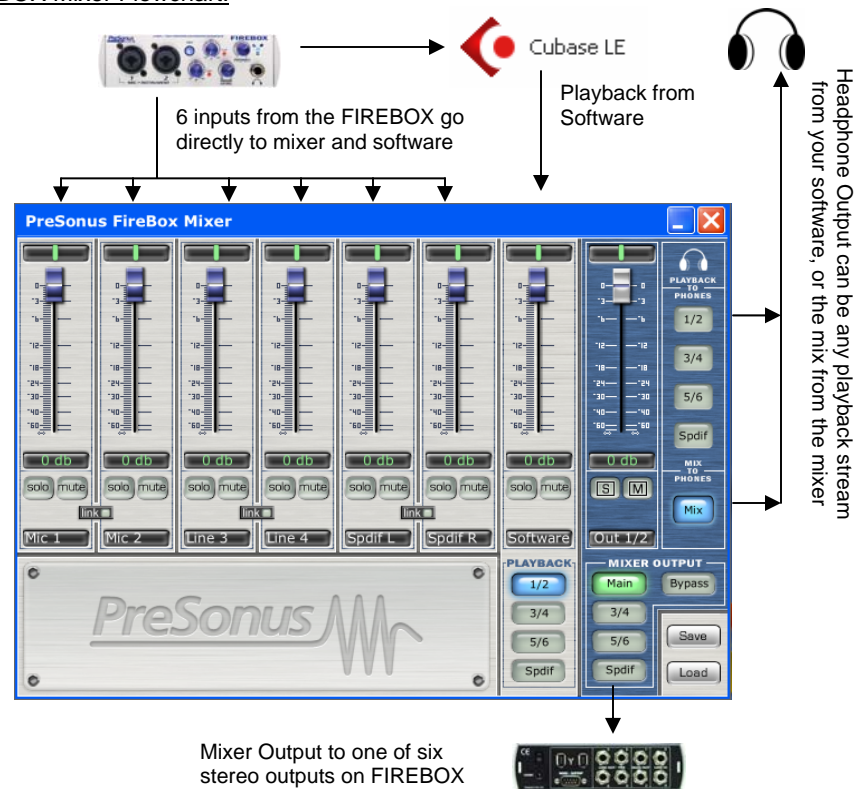 Mixer Flowchart:
PreSonus
FIREBOX
Cubase LE
6 inputs from the FIREBOX go
directly to mixer and software
Playback from
Software
Headphone Output can be any playback stream
from your software, or the mix from the mixer
PreSonus FireBox Mixer
0 db 0 db 0 db 0 db 0 db 0 db 0 db 0 db
solo mute solo mute solo mute solo mute solo mute solo mute solo mute S M
link link link
Mic 1 Mic 2 Line 3 Line 4 Spdif L Spdif R Software Out 1/2
PLAYBACK
TO
PHONES
1/2
3/4
5/6
Spdif
MIX
TO
PHONES
Mix
PreSonus
PLAYBACK
1/2
3/4
5/6
Spdif
MIXER OUTPUT
Main Bypass
3/4
5/6
Spdif
Save
Load
Mixer Output to one of six
stereo outputs on FIREBOX